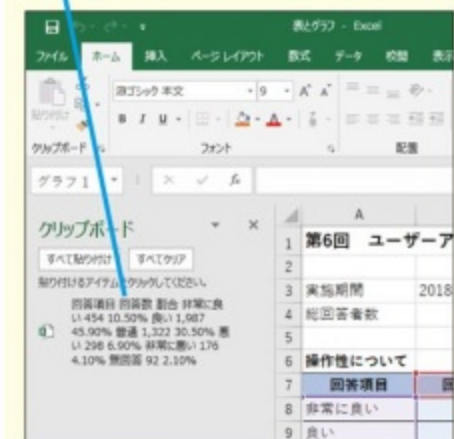 表とグラフ - Excel
ファイル ホーム 挿入 ページレイアウト 数式 データ 校閲 表示
貼り付け
游ゴシック 本文 9 A A
B I U A
クリップボード フォント 配置
グラフ 1 fx
クリップボード
すべて貼り付け すべてクリア
貼り付けるアイテムをクリックしてください。
回答項目 回答数 割合 非常に良
い 454 10.50% 良い 1,987
45.90% 普通 1,322 30.50% 悪
い 298 6.90% 非常に悪い 176
4.10% 無回答 92 2.10%
A
1 第6回 ユーザーア
2
3 実施期間 2018
4 総回答者数
5
6 操作性について
7 回答項目
8 非常に良い
9 良い